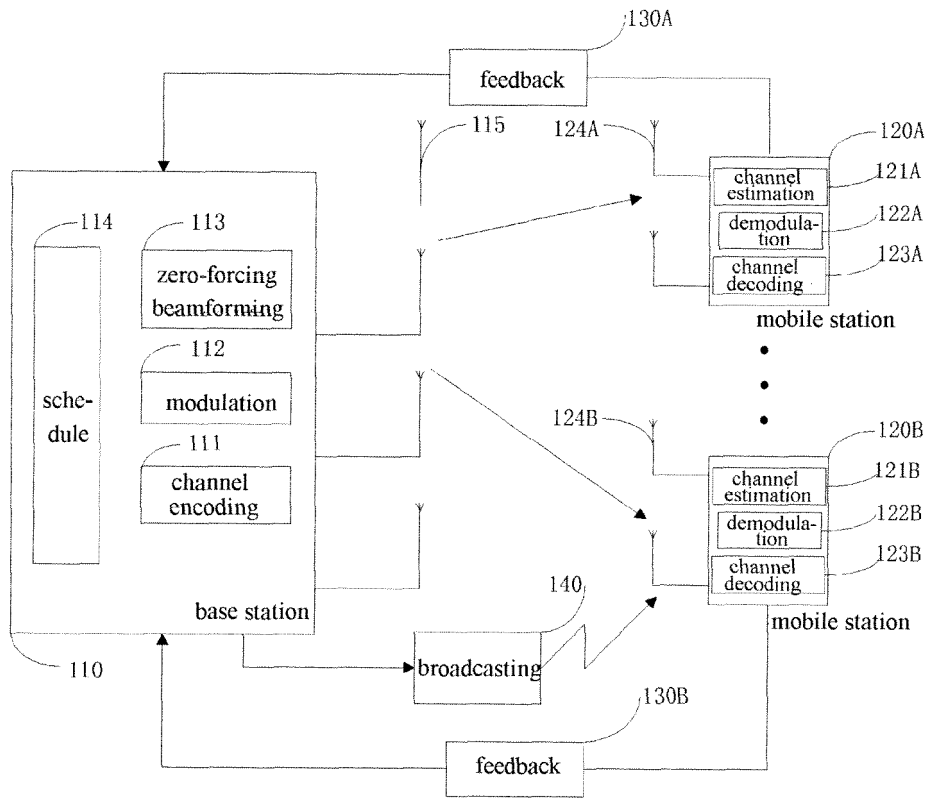 130A
feedback
115
124A
120A
channel
estimation
121A
demodula-
tion
122A
channel
decoding
123A
mobile station
114
113
zero-forcing
beamforming
112
modulation
sche-
dule
111
channel
encoding
base station
110
124B
120B
channel
estimation
121B
demodula-
tion
122B
channel
decoding
123B
mobile station
140
broadcasting
130B
feedback